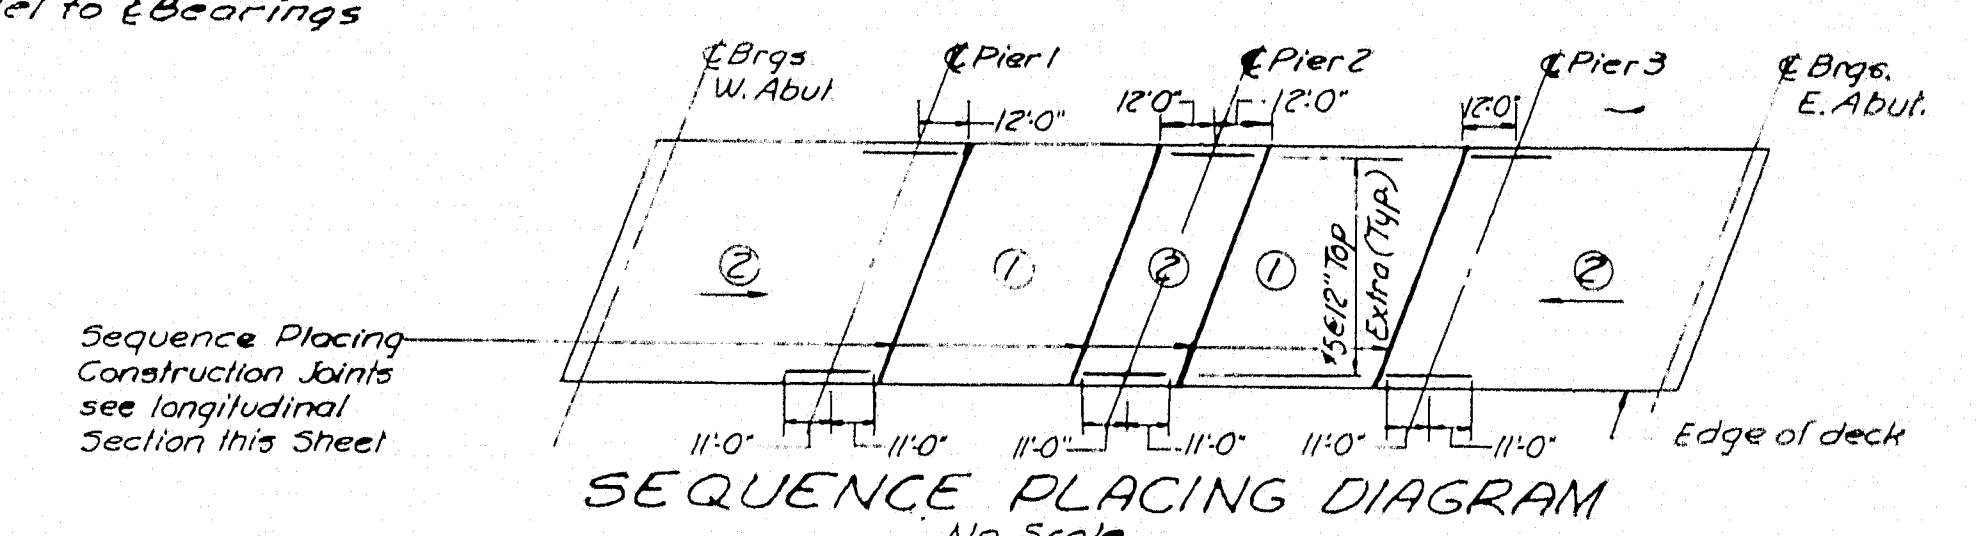 el to ℄ Bearings
℄ Brgs
W. Abut
℄ Pier 1
℄ Pier 2
℄ Pier 3
℄ Brgs.
E. Abut.
12'-0"
12'-0"
12'-0"
12'-0"
2
1
2
1
2
#5@12" Top
Extra (Typ.)
Sequence Placing
Construction Joints
see longitudinal
Section this Sheet
11'-0"
11'-0"
11'-0"
11'-0"
11'-0"
11'-0"
Edge of deck
SEQUENCE PLACING DIAGRAM
No Scale